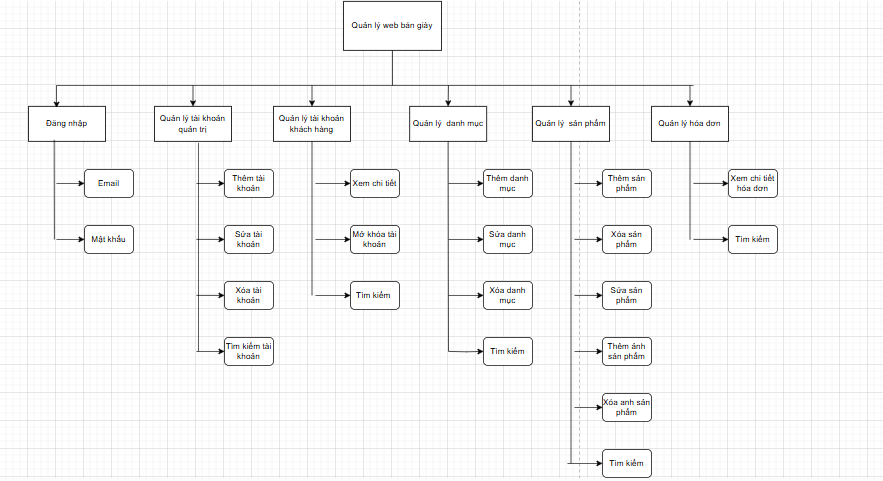 Quản lý web bán giày
Đăng nhập
Quản lý tài khoản
quản trị
Quản lý tài khoản
khách hàng
Quản lý danh mục
Quản lý sản phẩm
Quản lý hóa đơn
Email
Mật khẩu
Thêm tài
khoản
Sửa tài
khoản
Xóa tài
khoản
Tìm kiếm tài
khoản
Xem chi tiết
Mở khóa tài
khoản
Tìm kiếm
Thêm danh
mục
Sửa danh
mục
Xóa danh
mục
Tìm kiếm
Thêm sản
phẩm
Xóa sản
phẩm
Sửa sản
phẩm
Thêm ảnh
sản phẩm
Xóa anh sản
phẩm
Tìm kiếm
Xem chi tiết
hóa đơn
Tìm kiếm